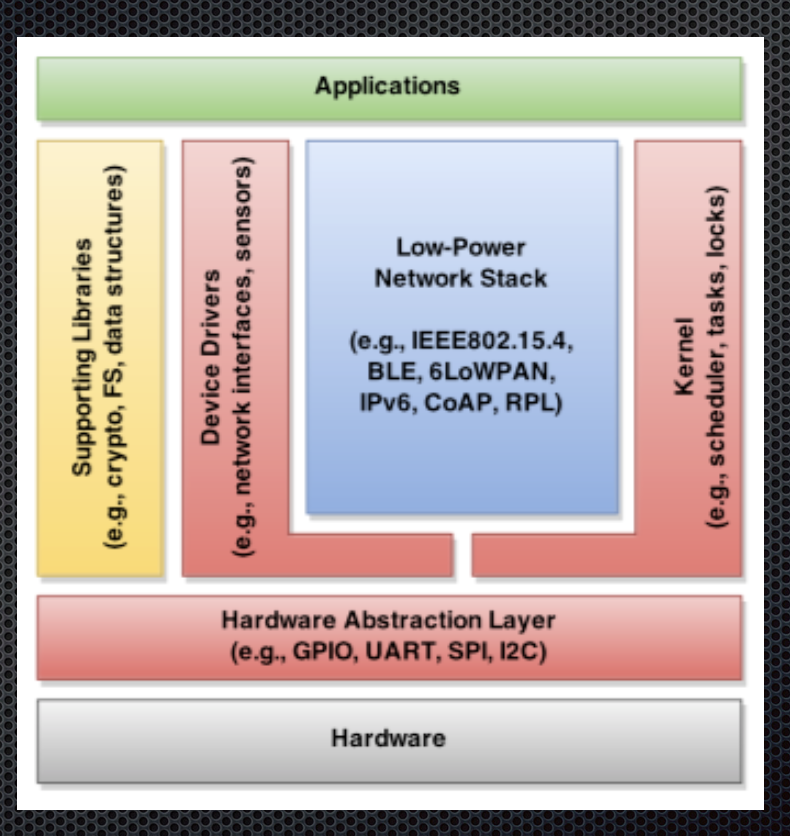 Applications
Supporting Libraries
(e.g., crypto, FS, data structures)
Device Drivers
(e.g., network interfaces, sensors)
Low-Power
Network Stack
(e.g., IEEE802.15.4,
BLE, 6LoWPAN,
IPv6, CoAP, RPL)
Kernel
(e.g., scheduler, tasks, locks)
Hardware Abstraction Layer
(e.g., GPIO, UART, SPI, I2C)
Hardware